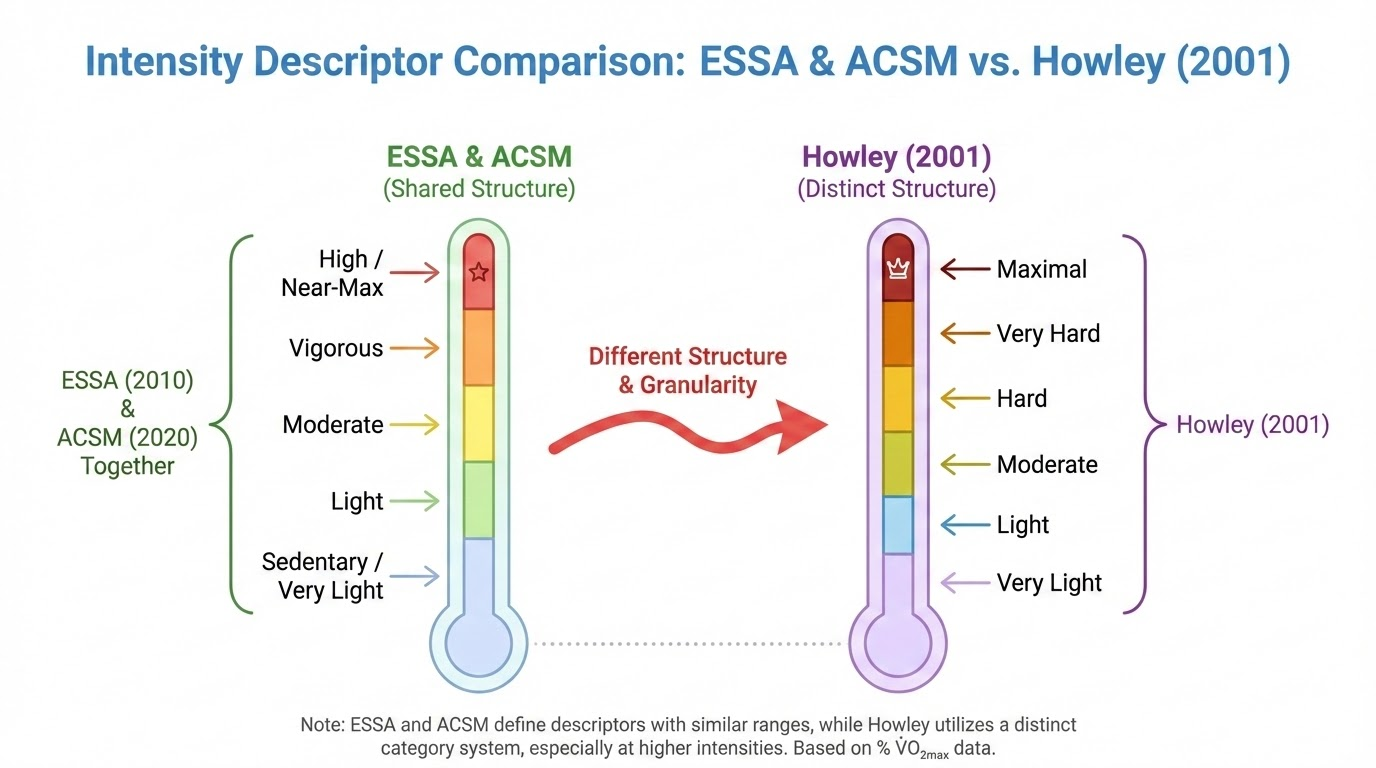 Intensity Descriptor Comparison: ESSA & ACSM vs. Howley (2001)
ESSA & ACSM
(Shared Structure)
Howley (2001)
(Distinct Structure)
ESSA (2010)
&
ACSM (2020)
Together
High /
Near-Max
Vigorous
Moderate
Light
Sedentary /
Very Light
Different Structure
& Granularity
Maximal
Very Hard
Hard
Moderate
Light
Very Light
Howley (2001)
Note: ESSA and ACSM define descriptors with similar ranges, while Howley utilizes a distinct
category system, especially at higher intensities. Based on % V̇O₂max data.